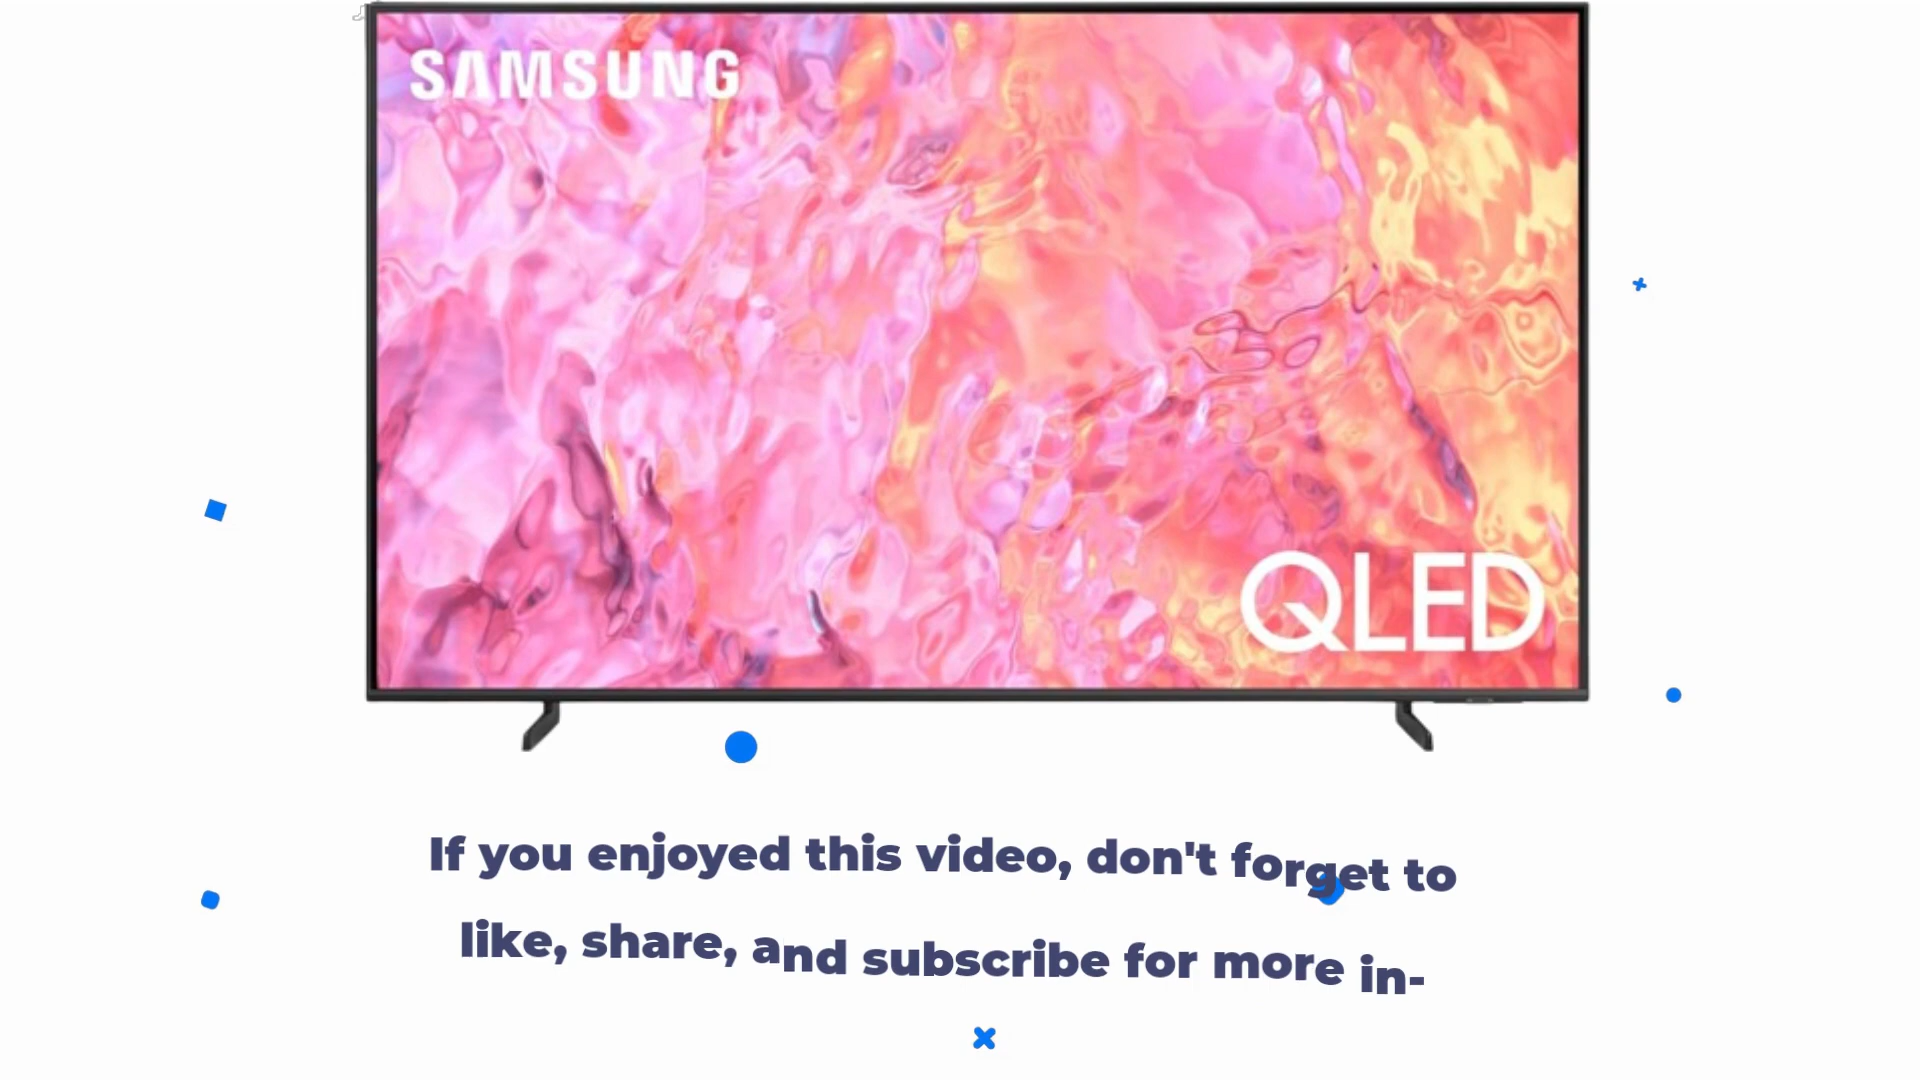 SAMSUNG
QLED
If you enjoyed this video, don't forget to
like, share, and subscribe for more in-